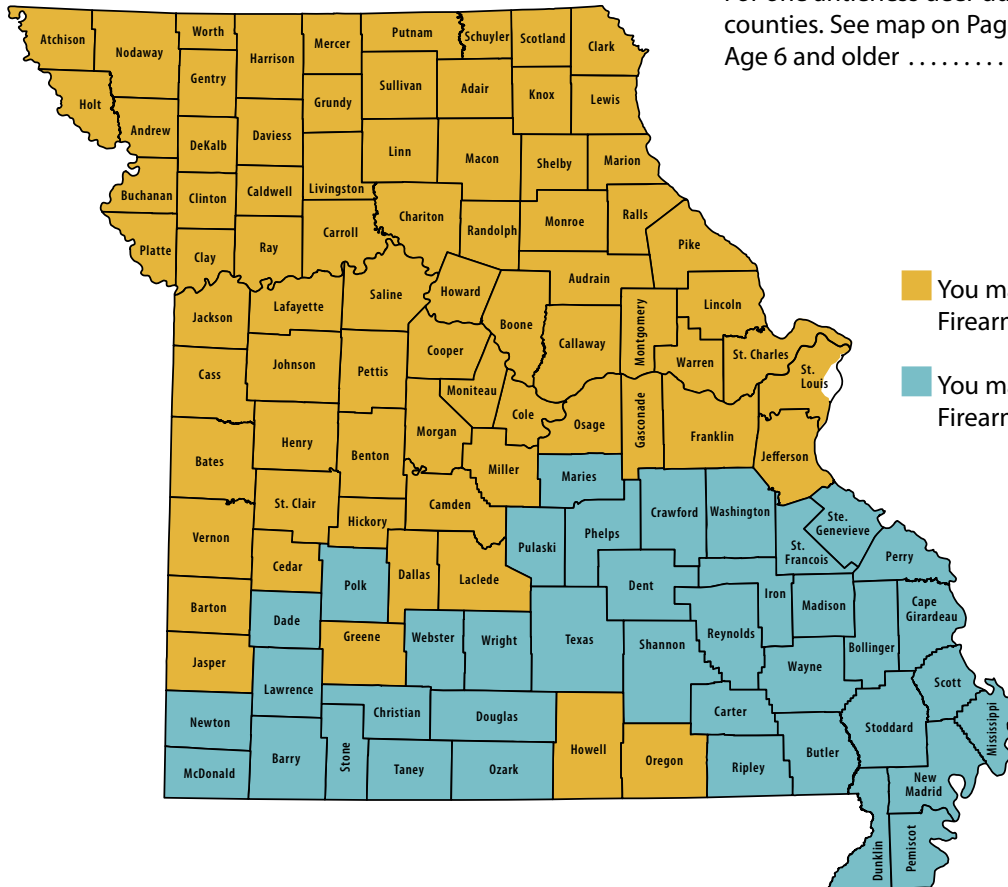 counties. See map on Pag
Age 6 and older .........
Atchison
Nodaway
Worth
Harrison
Mercer
Putnam
Schuyler
Scotland
Clark
Gentry
Sullivan
Adair
Knox
Lewis
Holt
Grundy
Andrew
DeKalb
Daviess
Linn
Macon
Shelby
Marion
Buchanan
Clinton
Caldwell
Livingston
Chariton
Randolph
Monroe
Ralls
Platte
Clay
Ray
Carroll
Pike
Audrain
Jackson
Lafayette
Saline
Howard
Boone
Callaway
Montgomery
Lincoln
You m
Firearm
Cass
Johnson
Pettis
Cooper
Moniteau
Warren
St. Charles
St.
Louis
You m
Firearm
Cole
Osage
Gasconade
Franklin
Jefferson
Bates
Henry
Benton
Morgan
Miller
Maries
St. Clair
Hickory
Camden
Crawford
Washington
Ste.
Genevieve
Vernon
Pulaski
Phelps
St.
Francois
Perry
Cedar
Polk
Dallas
Laclede
Dent
Iron
Madison
Cape
Girardeau
Barton
Dade
Greene
Webster
Wright
Texas
Shannon
Reynolds
Bollinger
Jasper
Wayne
Lawrence
Scott
Newton
Christian
Douglas
Carter
Stoddard
Mississippi
McDonald
Barry
Stone
Taney
Ozark
Howell
Oregon
Ripley
Butler
New
Madrid
Dunklin
Pemiscot